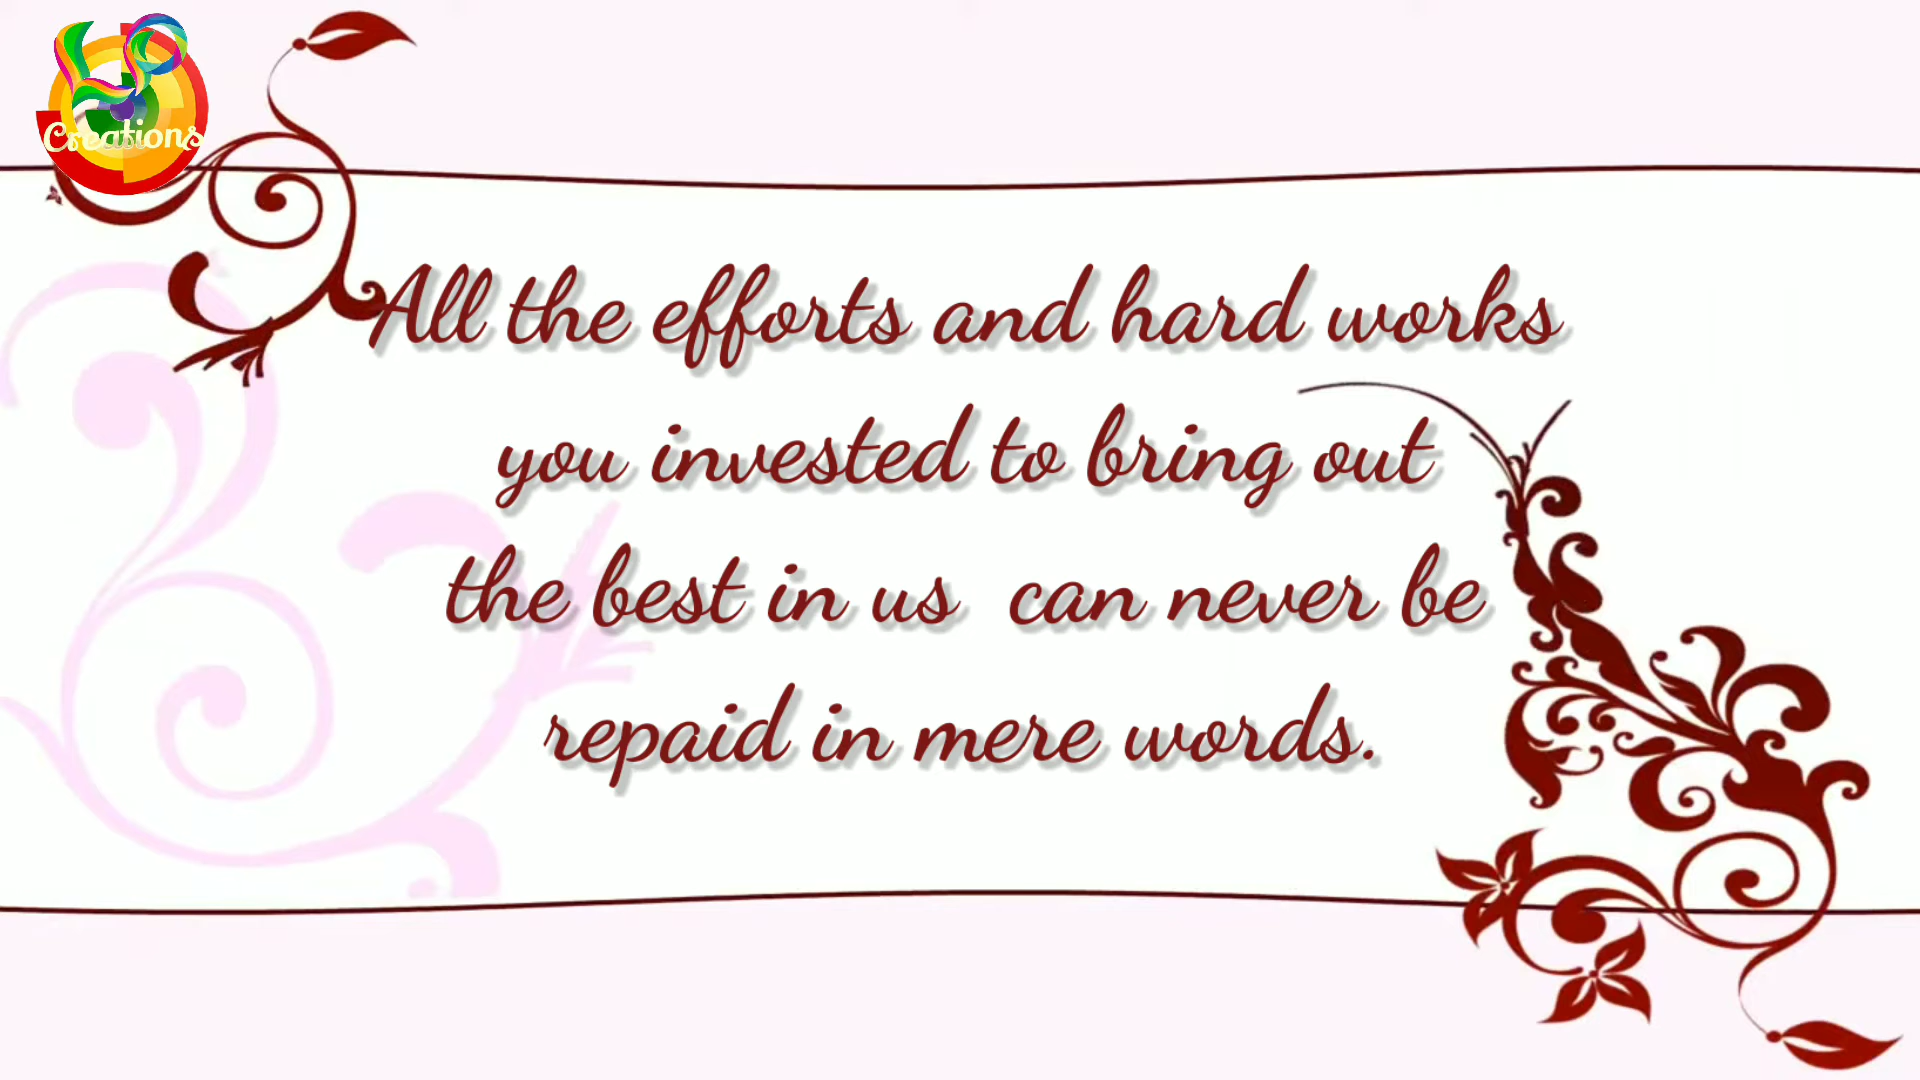 Creations
All the efforts and hard works
you invested to bring out
the best in us can never be
repaid in mere words.